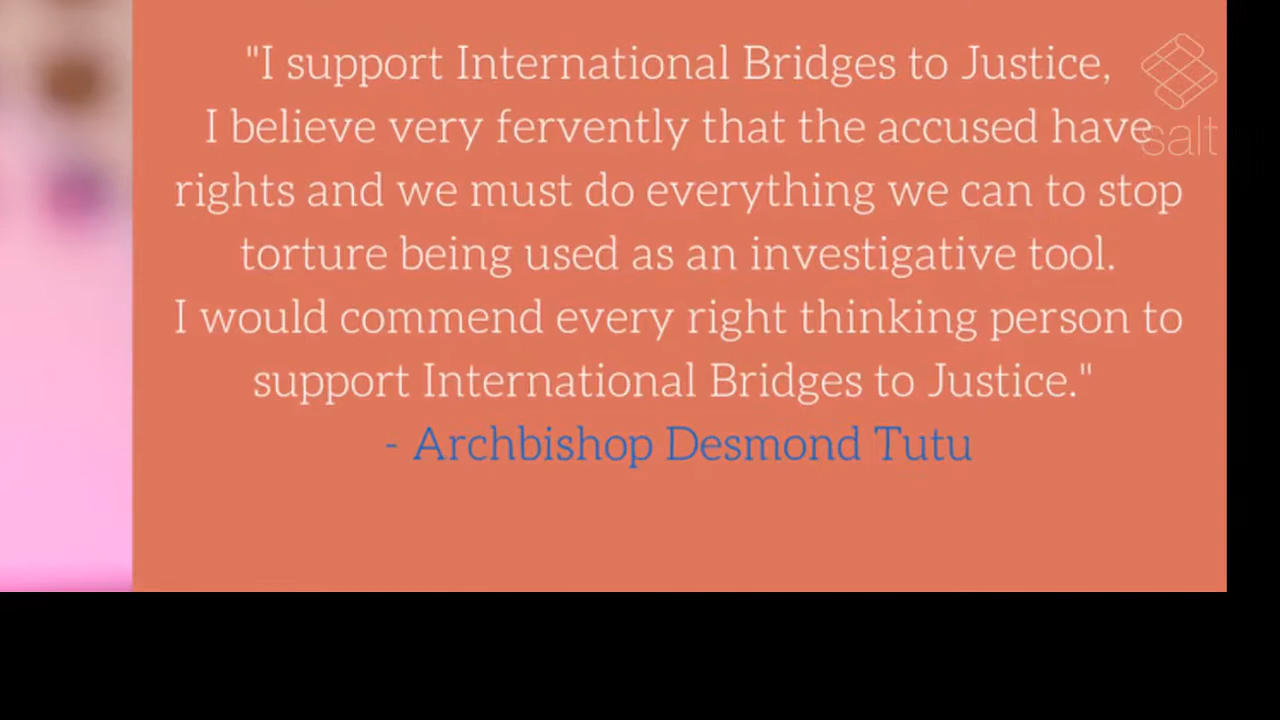 "I support International Bridges to Justice,
I believe very fervently that the accused have
rights and we must do everything we can to stop
torture being used as an investigative tool.
I would commend every right thinking person to
support International Bridges to Justice."
- Archbishop Desmond Tutu
salt